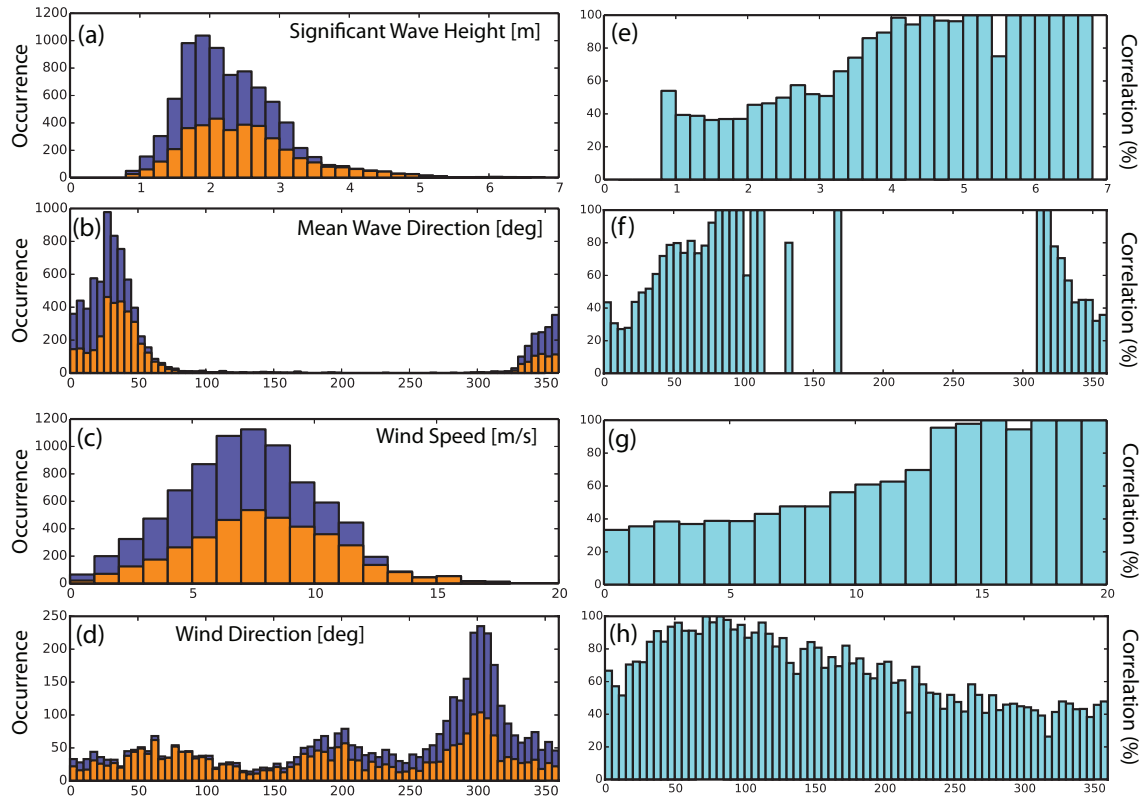 (a) Significant Wave Height [m]
Occurrence
1200
1000
800
600
400
200
0
0 1 2 3 4 5 6 7
(e)
Correlation (%)
100
80
60
40
20
0
0 1 2 3 4 5 6 7
(b) Mean Wave Direction [deg]
Occurrence
1000
800
600
400
200
0
0 50 100 150 200 250 300 350
(f)
Correlation (%)
100
80
60
40
20
0
0 50 100 150 200 250 300 350
(c) Wind Speed [m/s]
Occurrence
1200
1000
800
600
400
200
0
0 5 10 15 20
(g)
Correlation (%)
100
80
60
40
20
0
0 5 10 15 20
(d) Wind Direction [deg]
Occurrence
250
200
150
100
50
0
0 50 100 150 200 250 300 350
(h)
Correlation (%)
100
80
60
40
20
0
0 50 100 150 200 250 300 350